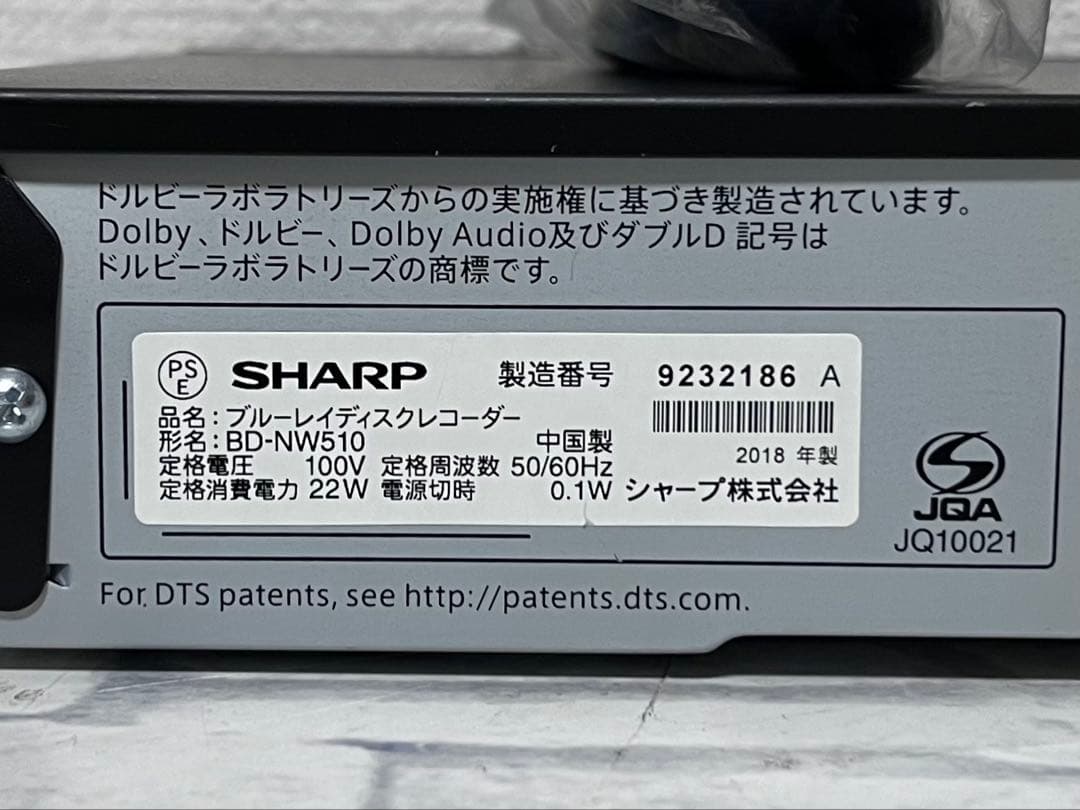 ドルビーラボラトリーズからの実施権に基づき製造されています。
Dolby、ドルビー、Dolby Audio及びダブルD 記号は
ドルビーラボラトリーズの商標です。
PSE SHARP 製造番号 9232186 A
品名：ブルーレイディスクレコーダー
形名：BD-NW510 中国製
2018 年製
定格電圧 100V 定格周波数 50/60Hz
定格消費電力 22W 電源切時 0.1W シャープ株式会社
JQA
JQ10021
For DTS patents, see http://patents.dts.com.